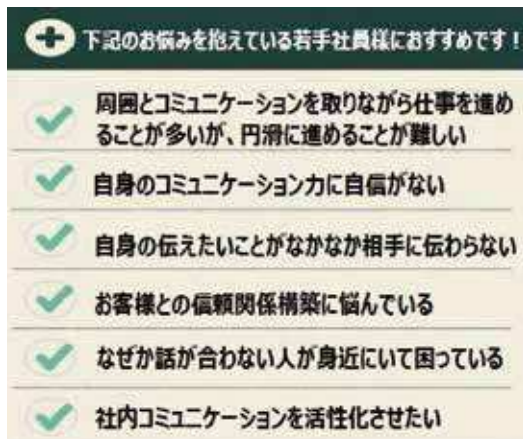 下記のお悩みを抱えている若手社員様におすすめです！
周囲とコミュニケーションを取りながら仕事を進め
ることが多いが、円滑に進めることが難しい
自身のコミュニケーション力に自信がない
自身の伝えたいことがなかなか相手に伝わらない
お客様との信頼関係構築に悩んでいる
なぜか話が合わない人が身近にいて困っている
社内コミュニケーションを活性化させたい